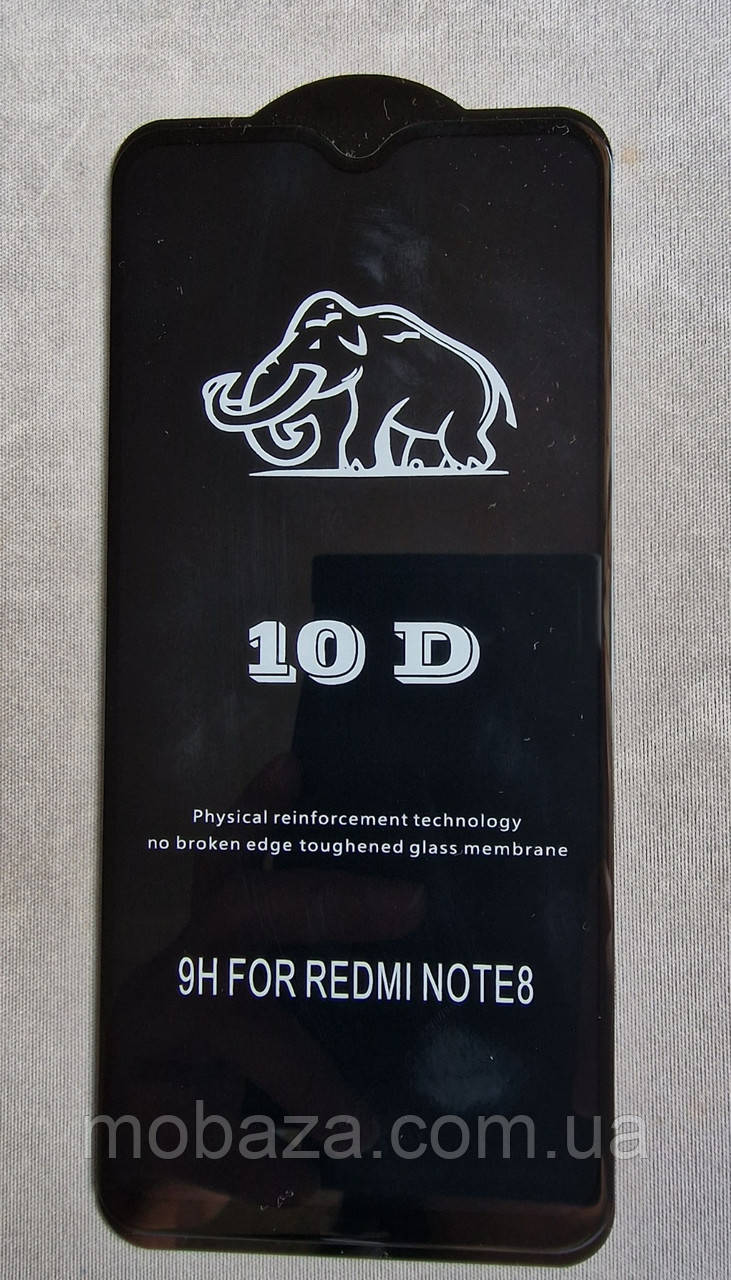 10 D
Physical reinforcement technology
no broken edge toughened glass membrane
9H FOR REDMI NOTE8
mobaza.com.ua